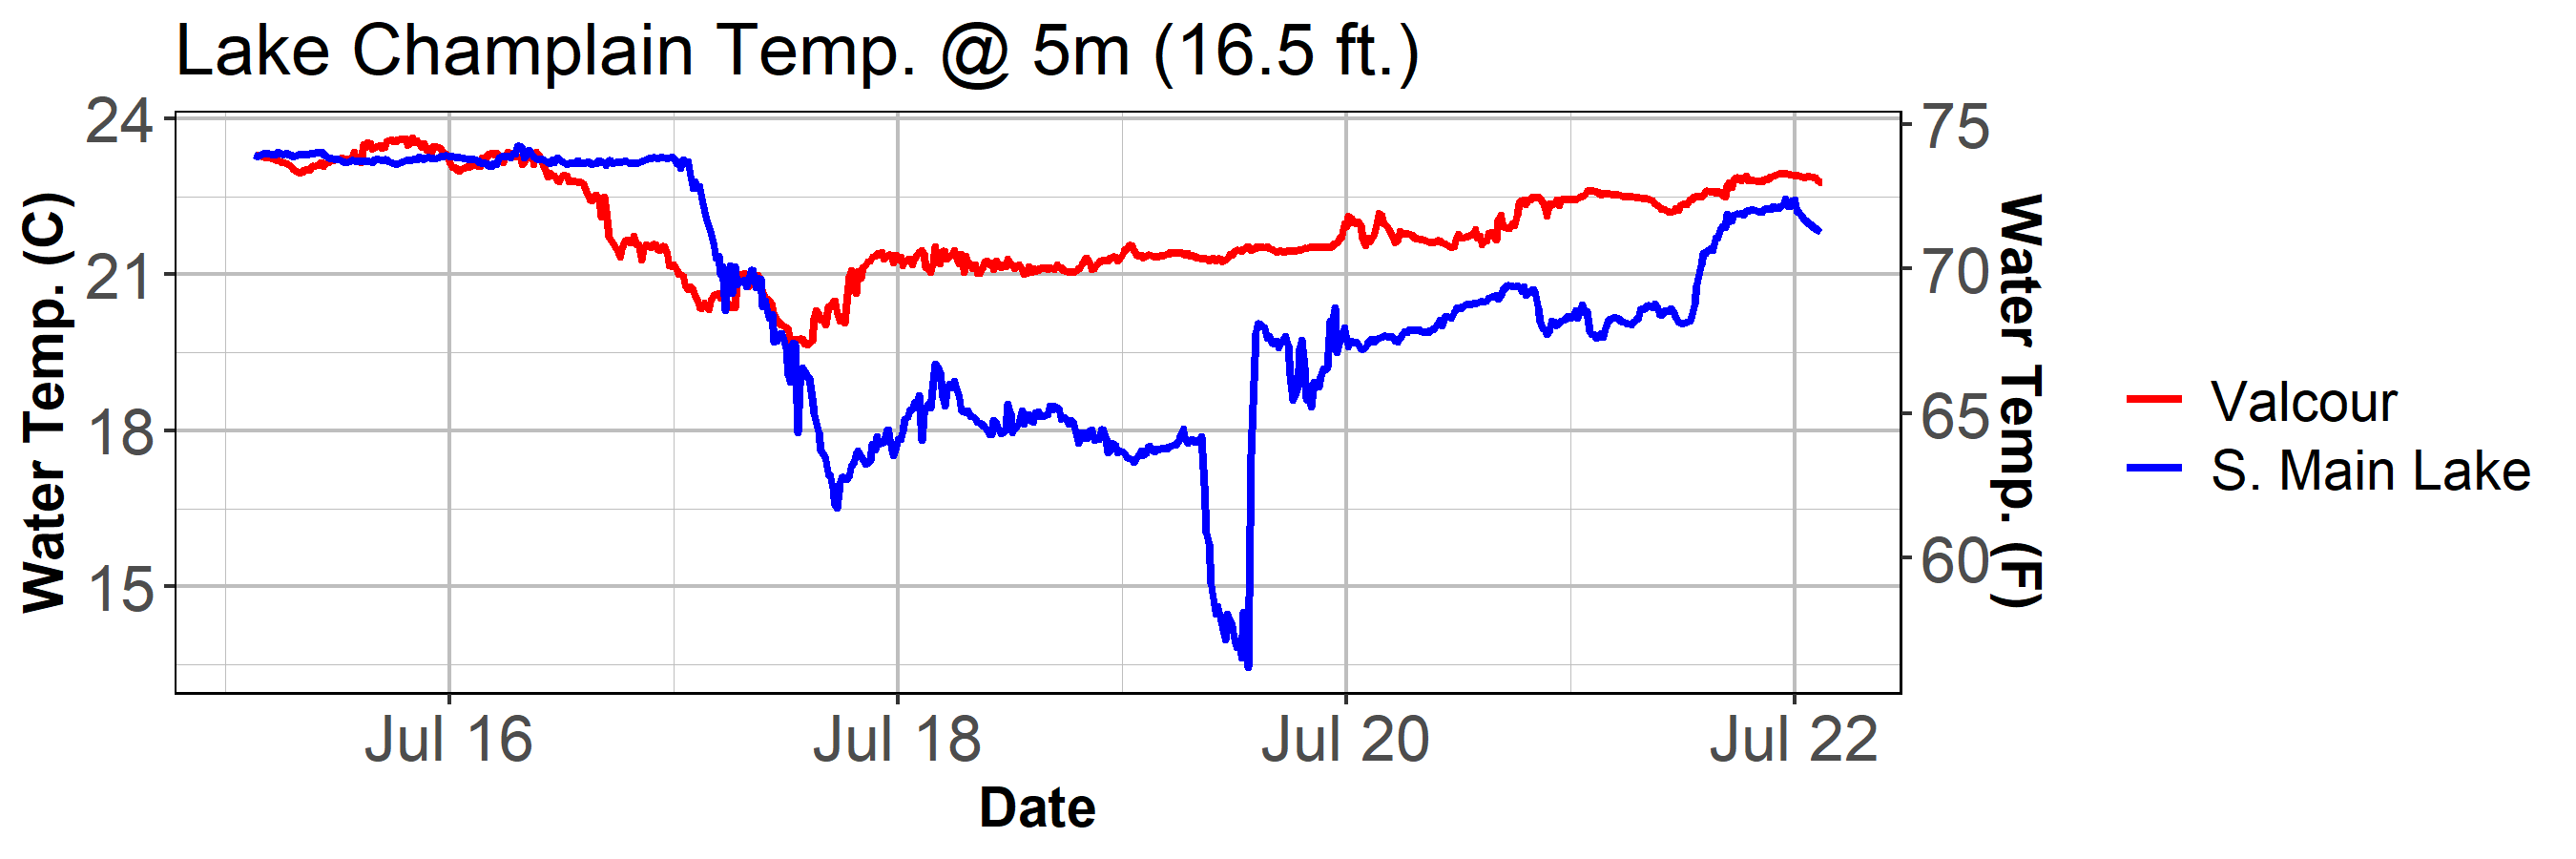 Lake Champlain Temp. @ 5m (16.5 ft.)
Water Temp. (C)
24
21
18
15
75
70
65
60
Water Temp. (F)
Jul 16
Jul 18
Jul 20
Jul 22
Date
Valcour
S. Main Lake